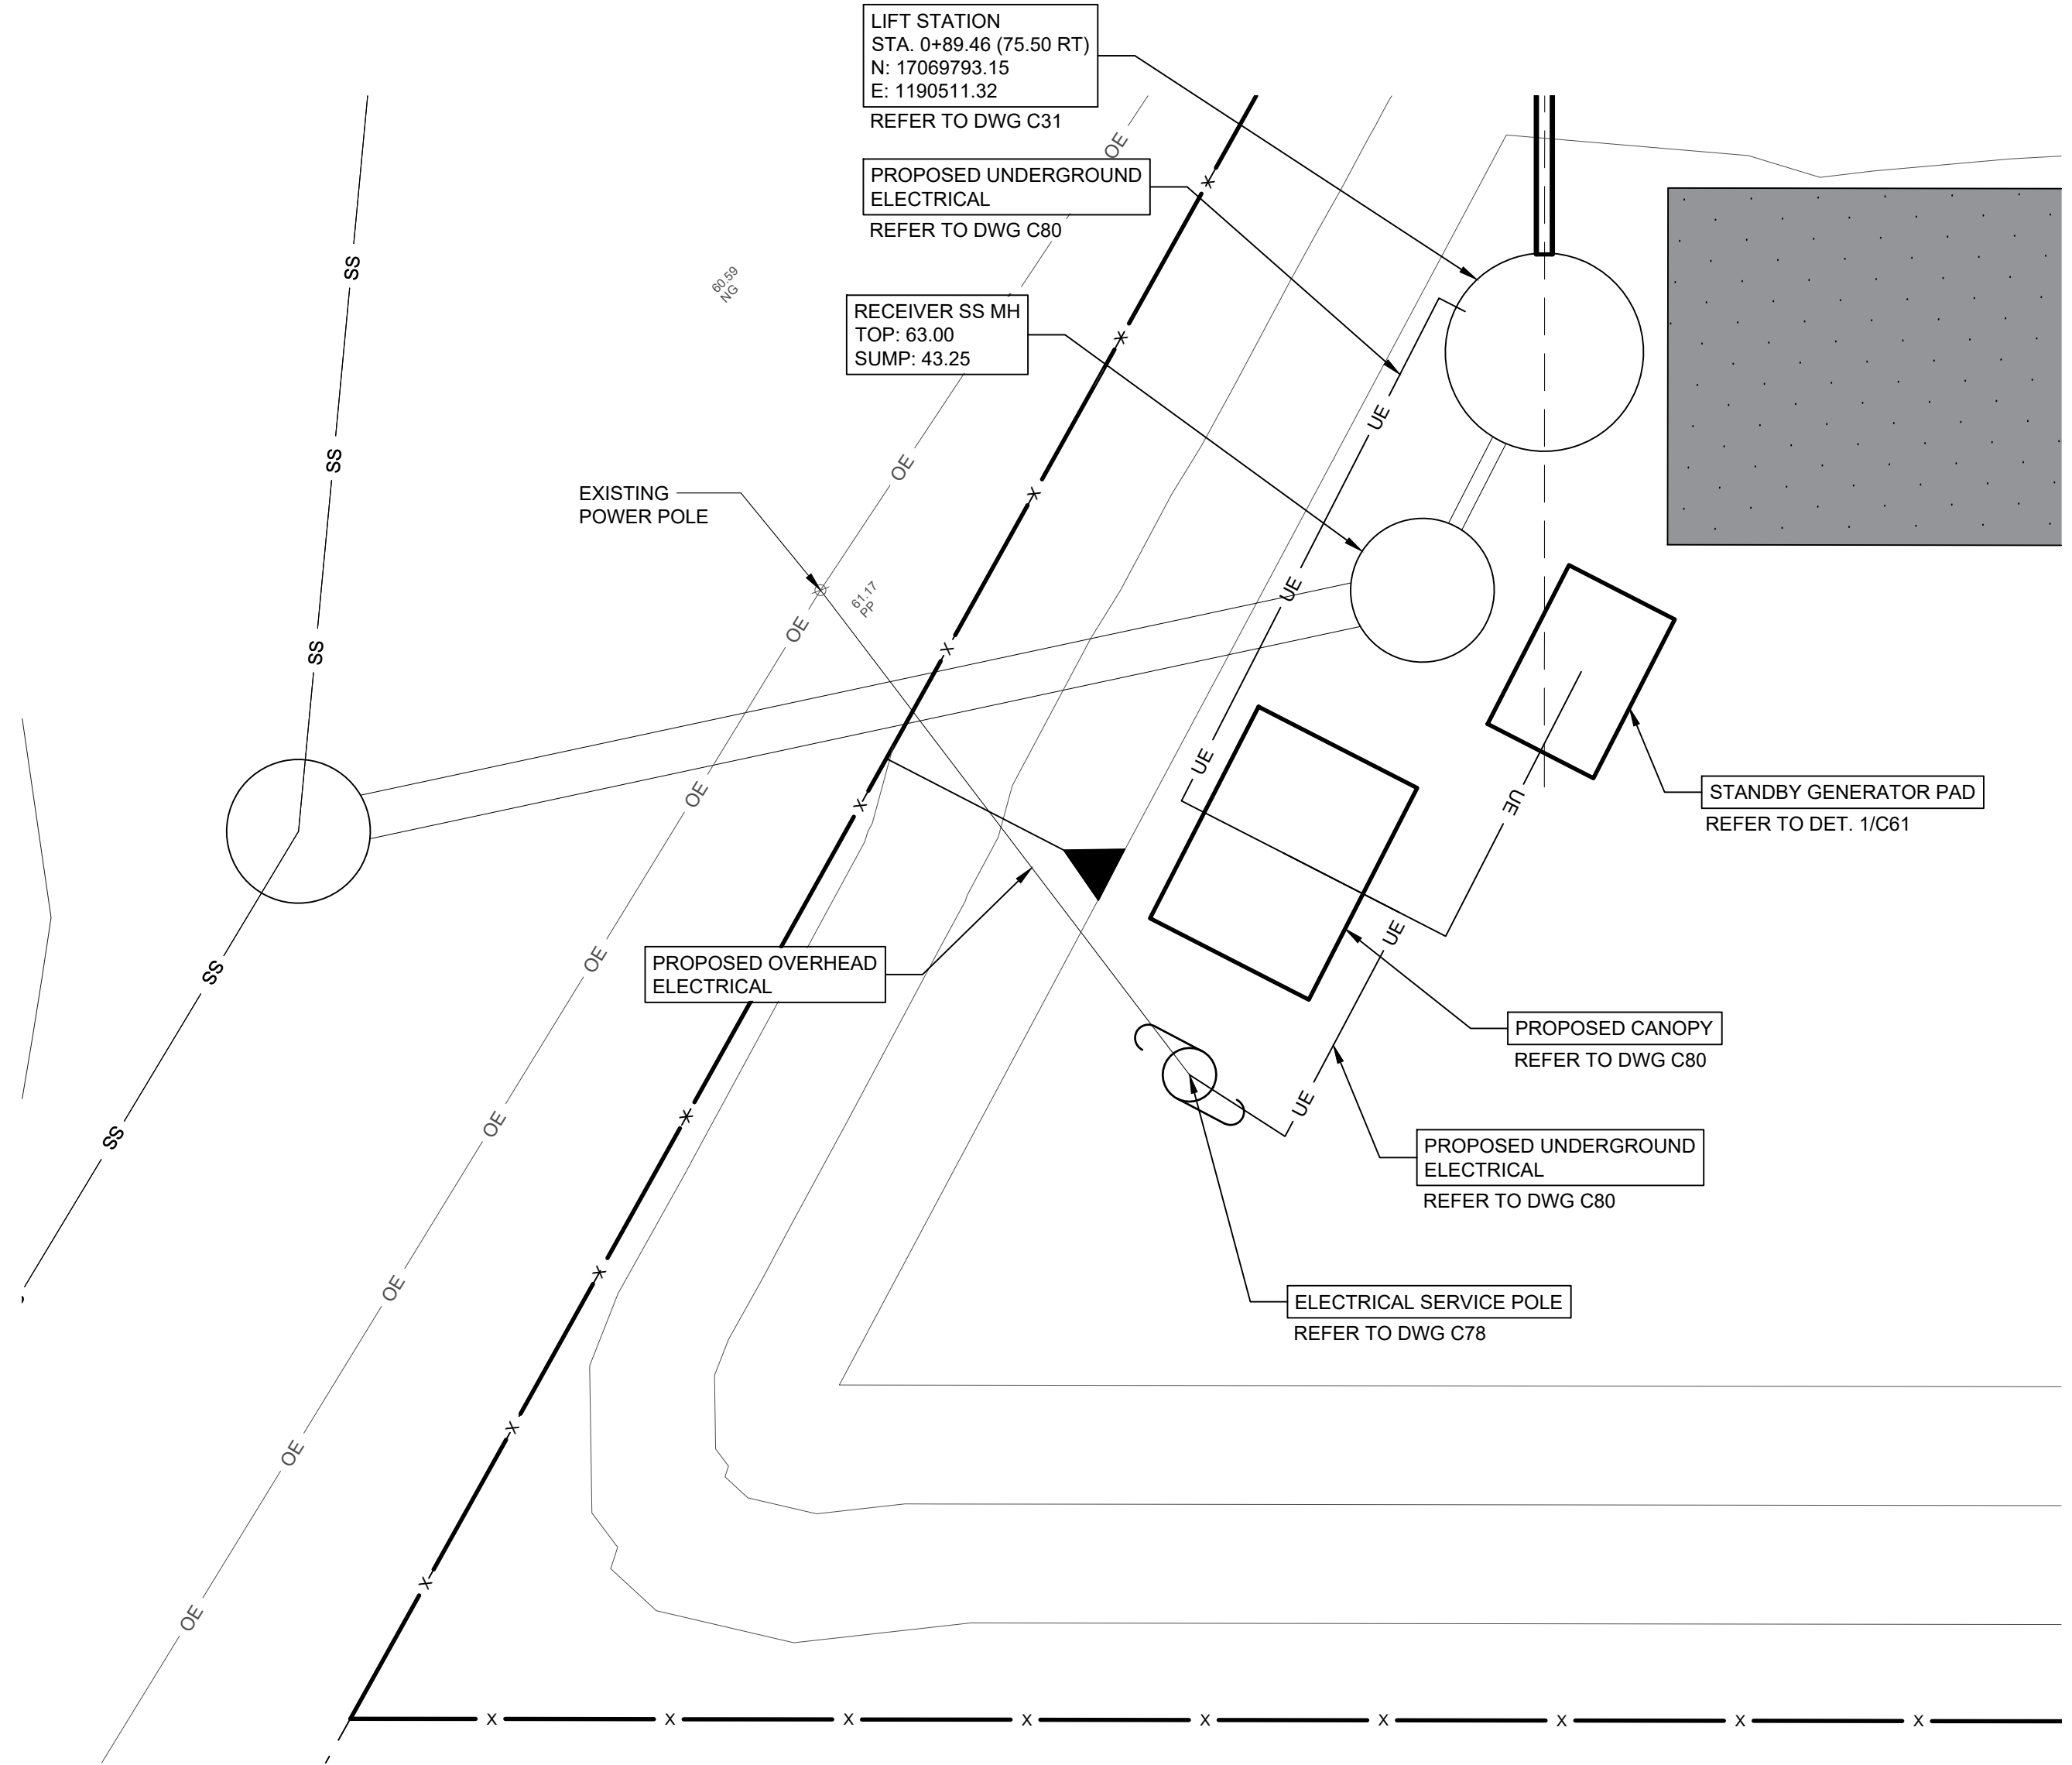 LIFT STATION
STA. 0+89.46 (75.50 RT)
N: 17069793.15
E: 1190511.32
REFER TO DWG C31
OE
PROPOSED UNDERGROUND
ELECTRICAL
REFER TO DWG C80
SS
60.59
NG
RECEIVER SS MH
TOP: 63.00
SUMP: 43.25
UE
SS
OE
EXISTING
POWER POLE
61.17
PP
UE
OE
SS
UE
OE
UE
STANDBY GENERATOR PAD
REFER TO DET. 1/C61
SS
OE
PROPOSED OVERHEAD
ELECTRICAL
UE
PROPOSED CANOPY
REFER TO DWG C80
SS
OE
UE
PROPOSED UNDERGROUND
ELECTRICAL
REFER TO DWG C80
OE
ELECTRICAL SERVICE POLE
REFER TO DWG C78
OE
OE
X X X X X X X X X